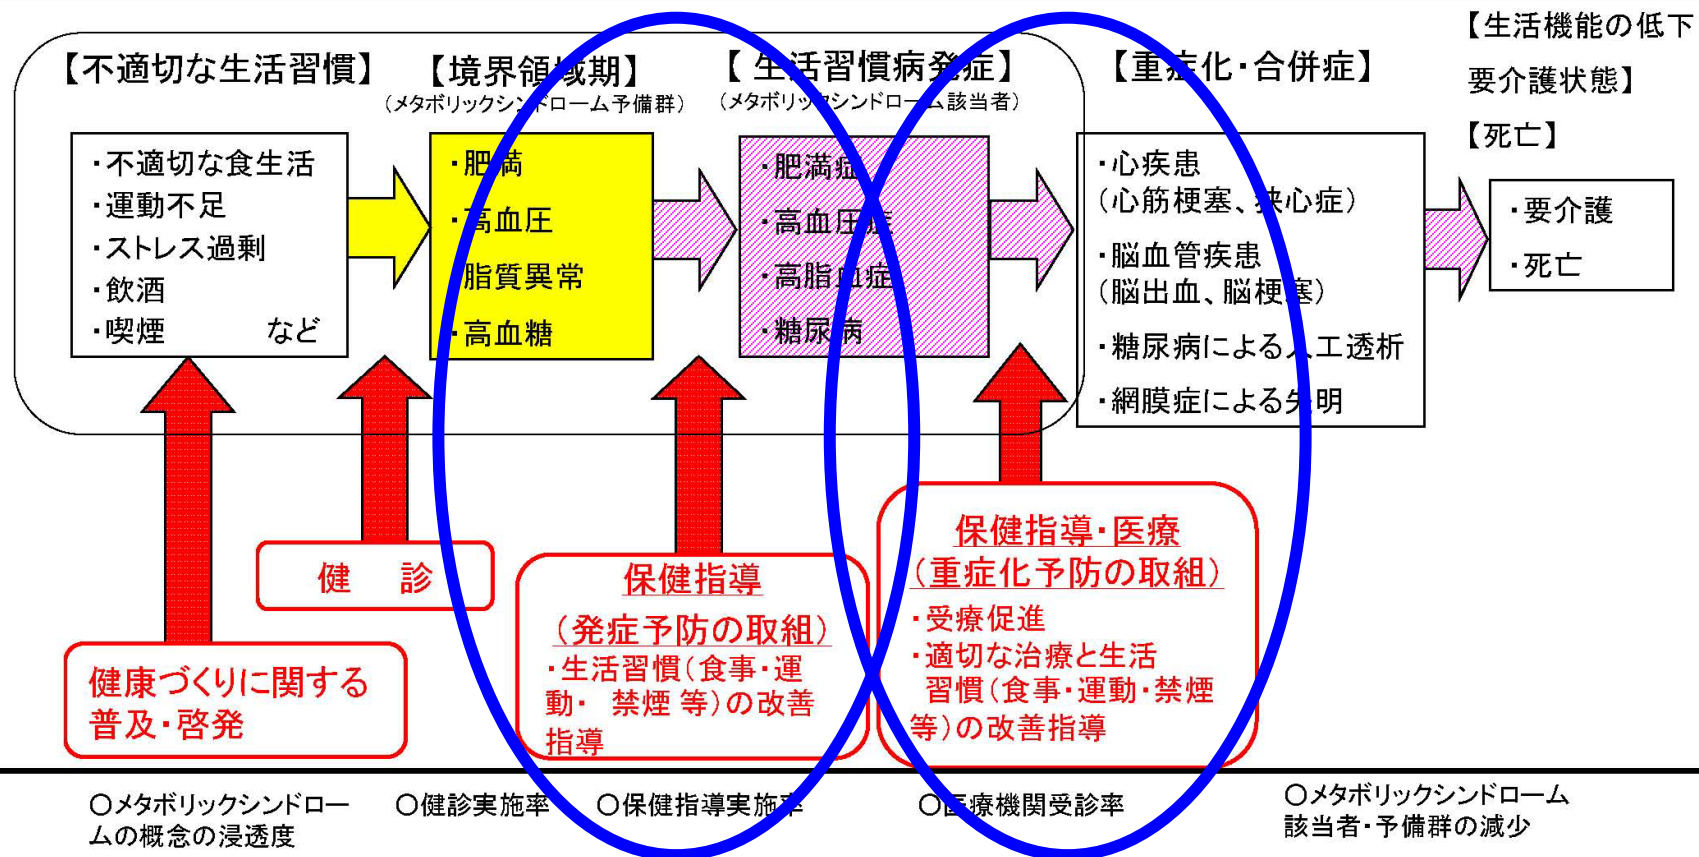 【不適切な生活習慣】
・不適切な食生活
・運動不足
・ストレス過剰
・飲酒
・喫煙 など
【境界領域期】
(メタボリックシンドローム予備群)
・肥満
・高血圧
脂質異常
・高血糖
【生活習慣病発症】
(メタボリックシンドローム該当者)
・肥満症
・高血圧症
・高脂血症
・糖尿病
【重症化・合併症】
・心疾患
(心筋梗塞、狭心症)
・脳血管疾患
(脳出血、脳梗塞)
・糖尿病による人工透析
・網膜症による失明
【生活機能の低下
要介護状態】
【死亡】
・要介護
・死亡
健康づくりに関する
普及・啓発
健 診
保健指導
(発症予防の取組)
・生活習慣(食事・運
動・ 禁煙 等)の改善
指導
保健指導・医療
(重症化予防の取組)
・受療促進
・適切な治療と生活
習慣(食事・運動・禁煙
等)の改善指導
○メタボリックシンドロー
ムの概念の浸透度
○健診実施率
○保健指導実施率
○医療機関受診率
○メタボリックシンドローム
該当者・予備群の減少